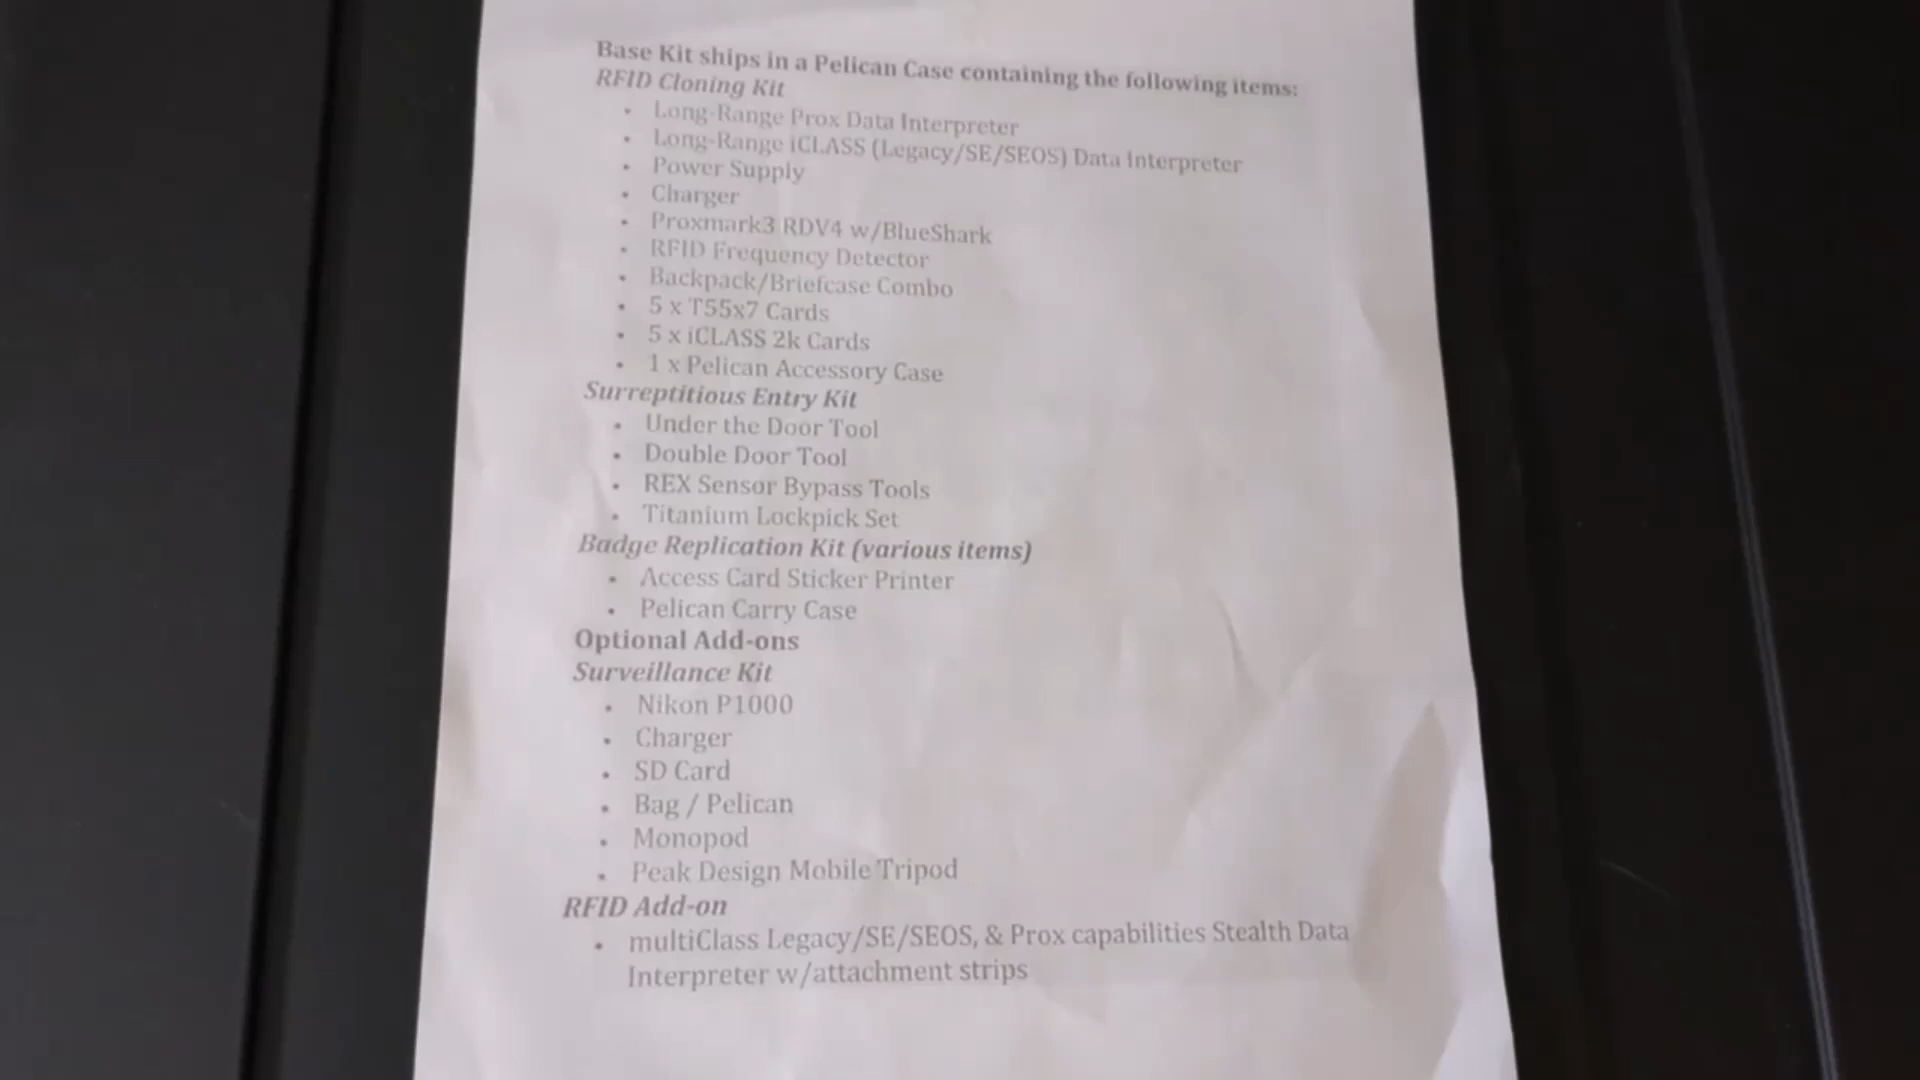 Base Kit ships in a Pelican Case containing the following items:
RFID Cloning Kit
• Long-Range Prox Data Interpreter
• Long-Range iCLASS (Legacy/SE/SEOS) Data Interpreter
• Power Supply
• Charger
• Proxmark3 RDV4 w/BlueShark
• RFID Frequency Detector
• Backpack/Briefcase Combo
• 5 x T55x7 Cards
• 5 x iCLASS 2k Cards
• 1 x Pelican Accessory Case
Surreptitious Entry Kit
• Under the Door Tool
• Double Door Tool
• REX Sensor Bypass Tools
• Titanium Lockpick Set
Badge Replication Kit (various items)
• Access Card Sticker Printer
• Pelican Carry Case
Optional Add-ons
Surveillance Kit
• Nikon P1000
• Charger
• SD Card
• Bag / Pelican
• Monopod
• Peak Design Mobile Tripod
RFID Add-on
• multiClass Legacy/SE/SEOS, & Prox capabilities Stealth Data
Interpreter w/attachment strips